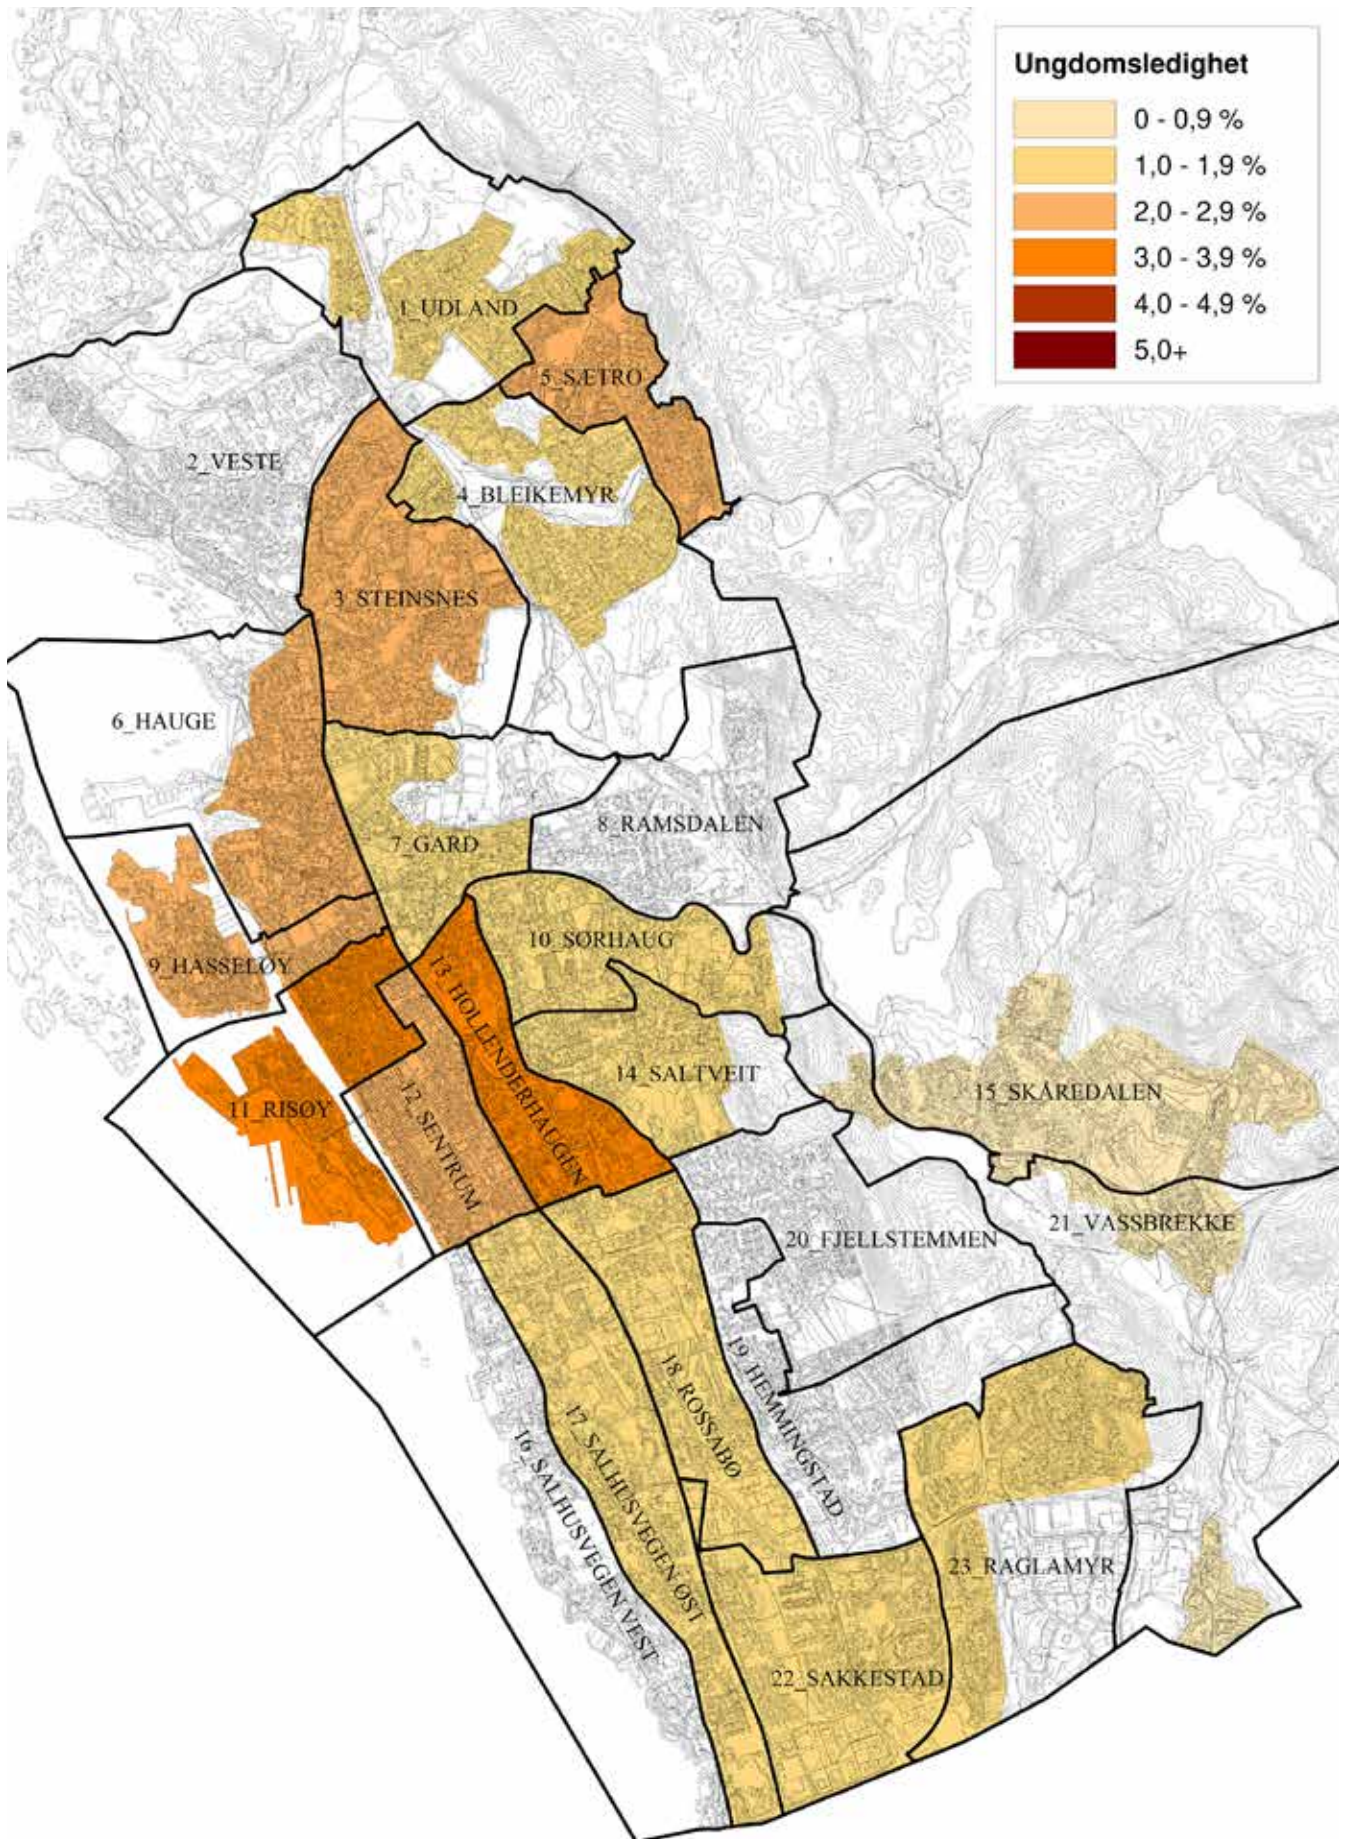 Ungdomsledighet
0 - 0,9 %
1,0 - 1,9 %
2,0 - 2,9 %
3,0 - 3,9 %
4,0 - 4,9 %
5,0+
1_UDLAND
5_SÆTRO
2_VESTE
4_BLEIKEMYR
3_STEINSNES
6_HAUGE
8_RAMSDALEN
7_GARD
10_SØRHAUG
9_HASSELØY
13_HOLLENDERHAUGEN
14_SALTVEIT
15_SKÅREDALEN
11_RISØY
12_SENTRUM
21_VASSBREKKE
20_FJELLSTEMMEN
19_HEMMINGSTAD
18_ROSSABØ
17_SALHUSVEGEN ØST
16_SALHUSVEGEN VEST
23_RAGLAMYR
22_SAKKESTAD